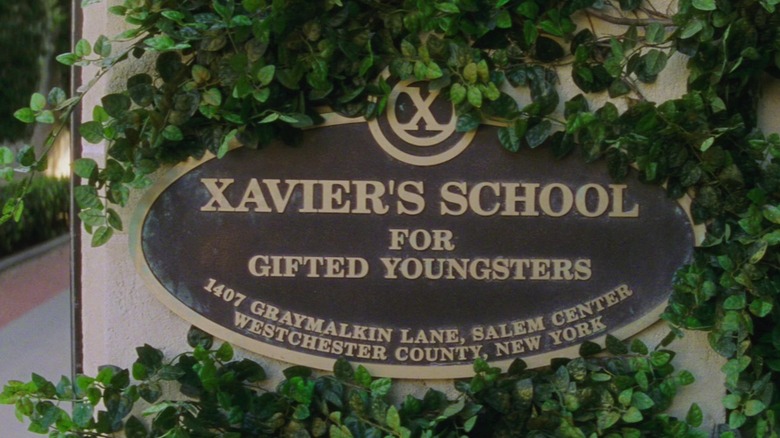 X
XAVIER'S SCHOOL
FOR
GIFTED YOUNGSTERS
1407 GRAYMALKIN LANE, SALEM CENTER
WESTCHESTER COUNTY, NEW YORK